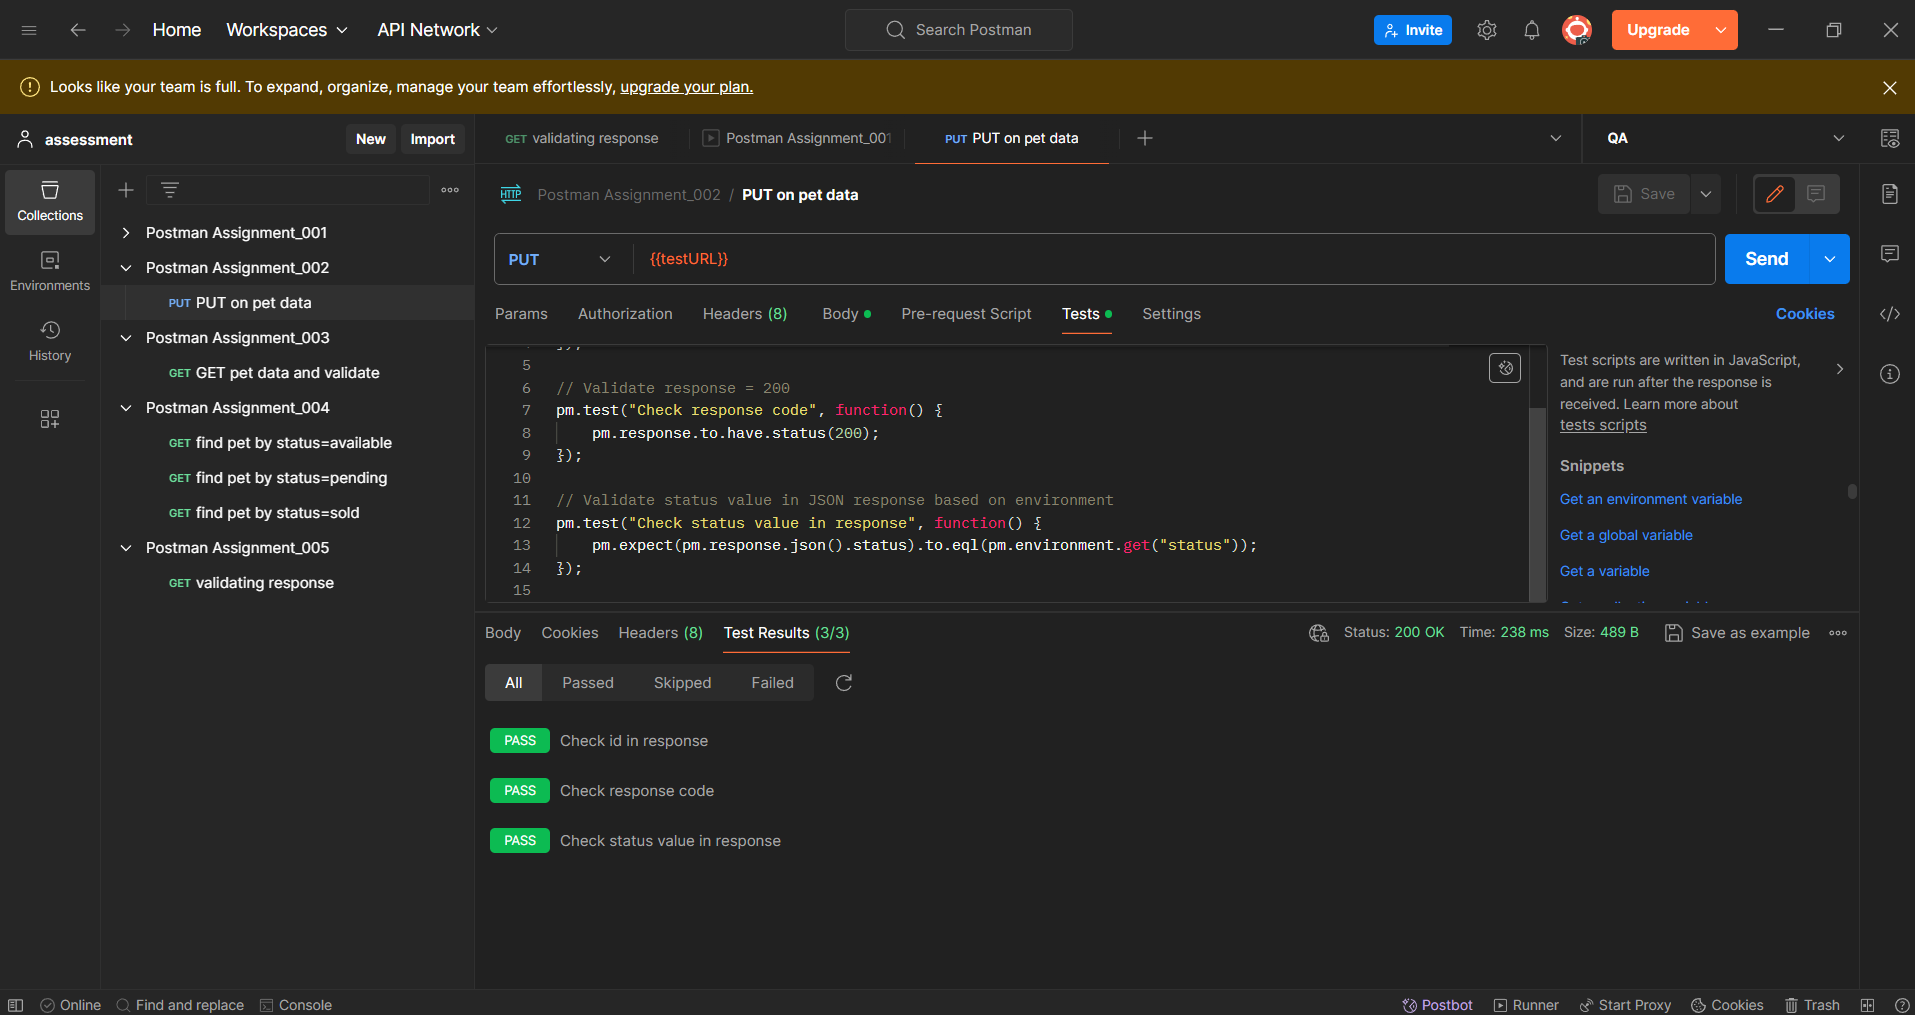 Home Workspaces API Network Search Postman Invite Upgrade
Looks like your team is full. To expand, organize, manage your team effortlessly, upgrade your plan.
assessment New Import
GET validating response Postman Assignment_001 PUT PUT on pet data QA
Collections
Environments
History
Postman Assignment_001
Postman Assignment_002
PUT PUT on pet data
Postman Assignment_003
GET GET pet data and validate
Postman Assignment_004
GET find pet by status=available
GET find pet by status=pending
GET find pet by status=sold
Postman Assignment_005
GET validating response
HTTP Postman Assignment_002 / PUT on pet data Save
PUT {{testURL}} Send
Params Authorization Headers (8) Body Pre-request Script Tests Settings Cookies
5
6 // Validate response = 200
7 pm.test("Check response code", function() {
8 pm.response.to.have.status(200);
9 });
10
11 // Validate status value in JSON response based on environment
12 pm.test("Check status value in response", function() {
13 pm.expect(pm.response.json().status).to.eql(pm.environment.get("status"));
14 });
15
Test scripts are written in JavaScript,
and are run after the response is
received. Learn more about
tests scripts
Snippets
Get an environment variable
Get a global variable
Get a variable
Body Cookies Headers (8) Test Results (3/3) Status: 200 OK Time: 238 ms Size: 489 B Save as example
All Passed Skipped Failed
PASS Check id in response
PASS Check response code
PASS Check status value in response
Online Find and replace Console Postbot Runner Start Proxy Cookies Trash